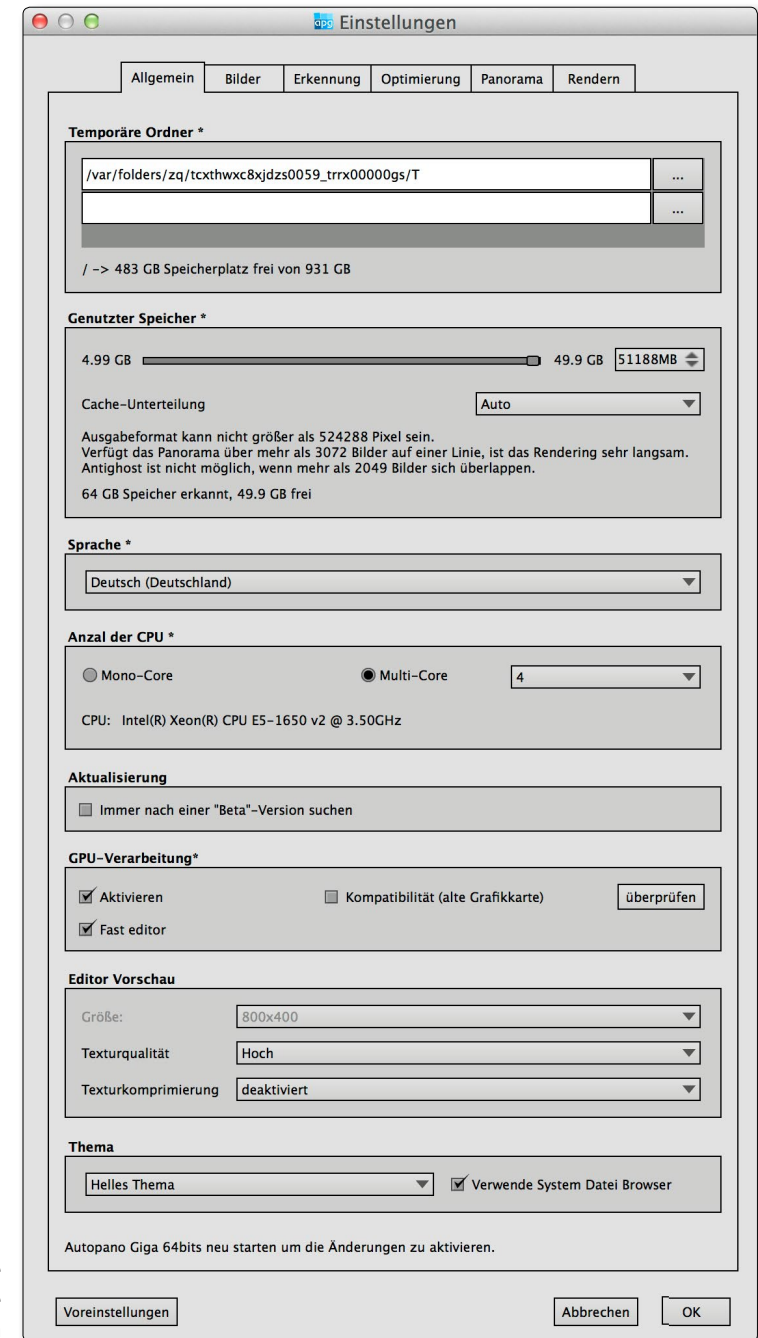 apg Einstellungen
Allgemein Bilder Erkennung Optimierung Panorama Rendern
Temporäre Ordner *
/var/folders/zq/tcxthwxc8xjdzs0059_trrx00000gs/T ...
...
/ -> 483 GB Speicherplatz frei von 931 GB
Genutzter Speicher *
4.99 GB 49.9 GB 51188MB
Cache-Unterteilung Auto
Ausgabeformat kann nicht größer als 524288 Pixel sein.
Verfügt das Panorama über mehr als 3072 Bilder auf einer Linie, ist das Rendering sehr langsam.
Antighost ist nicht möglich, wenn mehr als 2049 Bilder sich überlappen.
64 GB Speicher erkannt, 49.9 GB frei
Sprache *
Deutsch (Deutschland)
Anzal der CPU *
Mono-Core Multi-Core 4
CPU: Intel(R) Xeon(R) CPU E5-1650 v2 @ 3.50GHz
Aktualisierung
Immer nach einer "Beta"-Version suchen
GPU-Verarbeitung*
Aktivieren Kompatibilität (alte Grafikkarte) überprüfen
Fast editor
Editor Vorschau
Größe: 800x400
Texturqualität Hoch
Texturkomprimierung deaktiviert
Thema
Helles Thema Verwende System Datei Browser
Autopano Giga 64bits neu starten um die Änderungen zu aktivieren.
Voreinstellungen Abbrechen OK